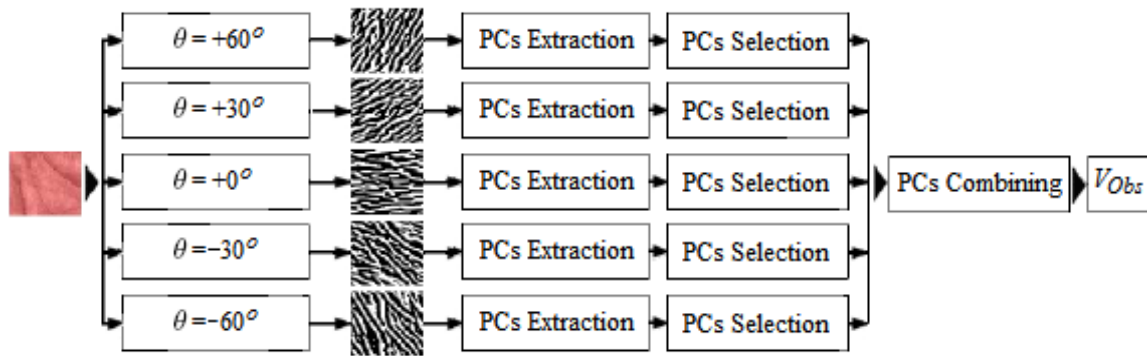 θ = +60°
PCs Extraction
PCs Selection
θ = +30°
PCs Extraction
PCs Selection
θ = +0°
PCs Extraction
PCs Selection
PCs Combining
V_Obs
θ =−30°
PCs Extraction
PCs Selection
θ =−60°
PCs Extraction
PCs Selection